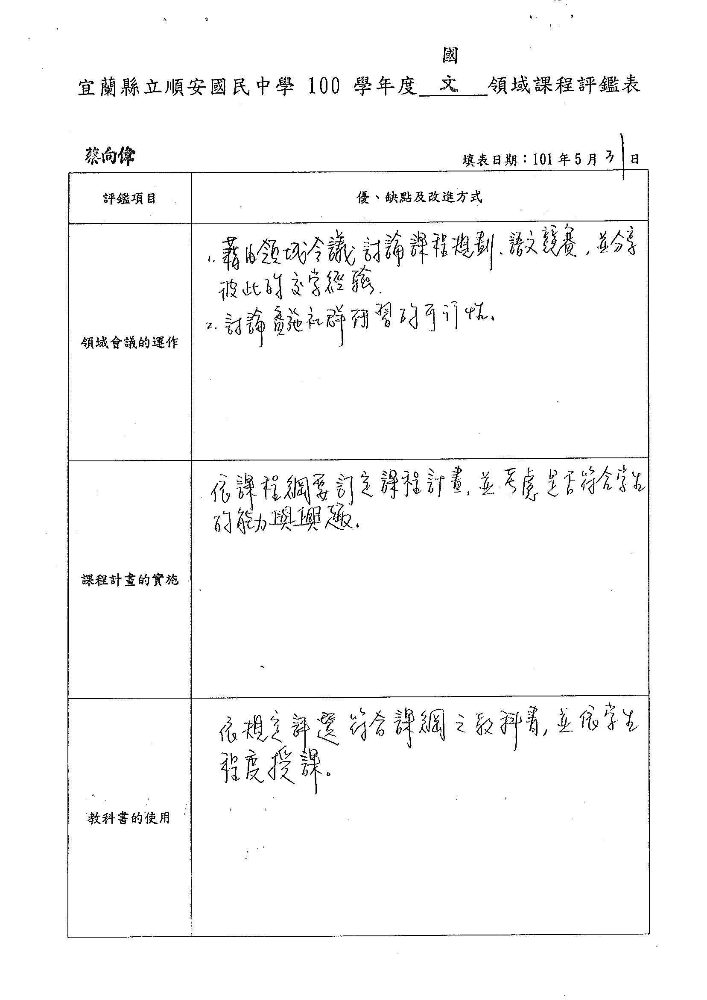 國
宜蘭縣立順安國民中學 100 學年度 文 領域課程評鑑表
蔡向偉
填表日期：101 年 5 月 31 日
評鑑項目
優、缺點及改進方式
領域會議的運作
1. 藉由領域会議討論課程規劃、語文競賽，並分享
彼此的文学經驗.
2. 討論實施社群研習的可行性。
課程計畫的實施
依課程綱要訂定課程計畫，並考慮是否符合学生
的能力與興趣。
教科書的使用
依規定評選符合課綱之教科書，並依学生
程度授課。